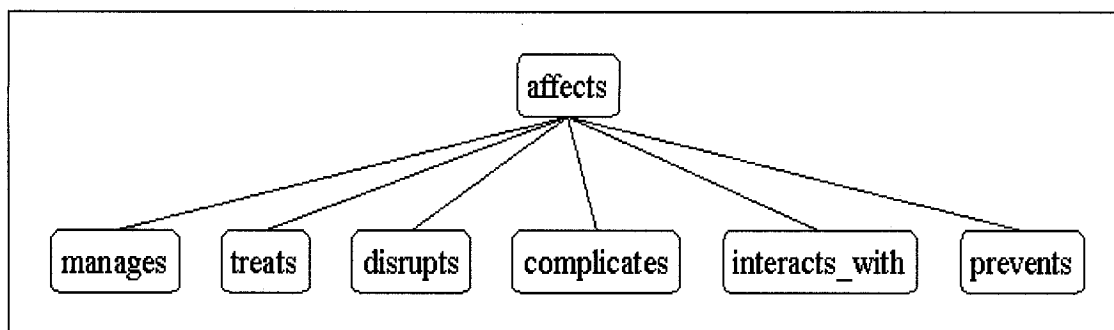 affects
manages treats disrupts complicates interacts_with prevents